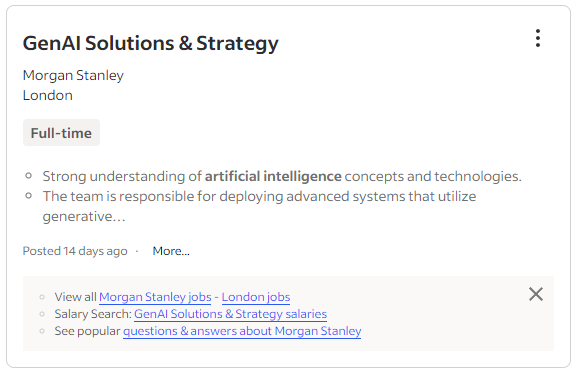 GenAI Solutions & Strategy
Morgan Stanley
London
Full-time
Strong understanding of artificial intelligence concepts and technologies.
The team is responsible for deploying advanced systems that utilize
generative…
Posted 14 days ago · More...
View all Morgan Stanley jobs - London jobs
Salary Search: GenAI Solutions & Strategy salaries
See popular questions & answers about Morgan Stanley